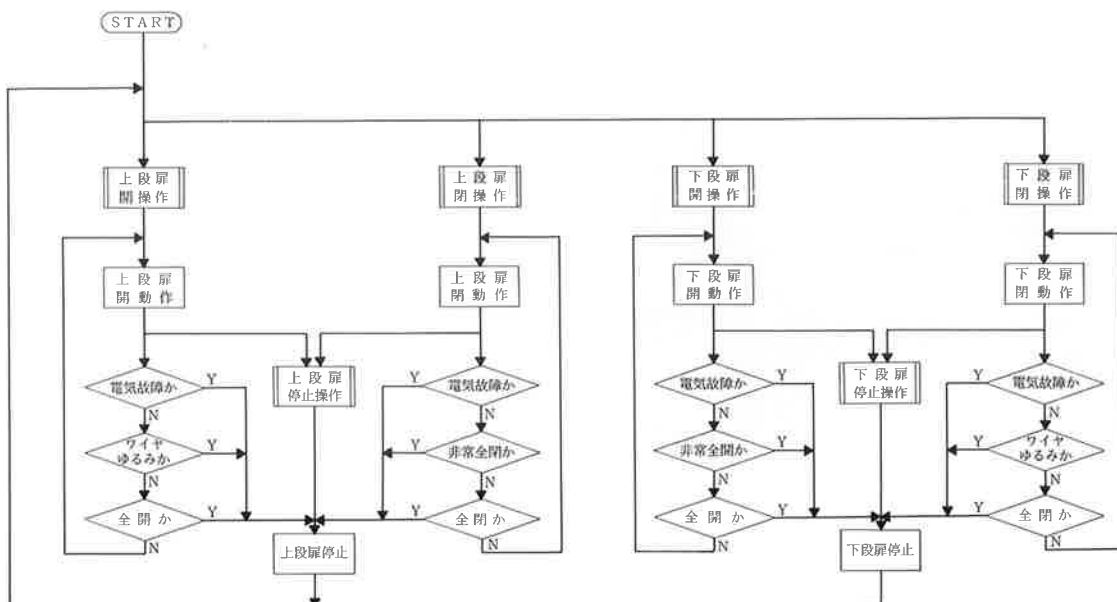 START
上段扉
開操作
上段扉
閉操作
下段扉
開操作
下段扉
閉操作
上段扉
開動作
上段扉
閉動作
下段扉
開動作
下段扉
閉動作
電気故障か
Y
N
上段扉
停止操作
Y
電気故障か
N
電気故障か
Y
N
下段扉
停止操作
Y
電気故障か
N
ワイヤ
ゆるみか
Y
N
Y
非常全閉か
N
非常全開か
Y
N
Y
ワイヤ
ゆるみか
N
全開か
Y
N
Y
全閉か
N
全開か
Y
N
Y
全閉か
N
上段扉停止
下段扉停止